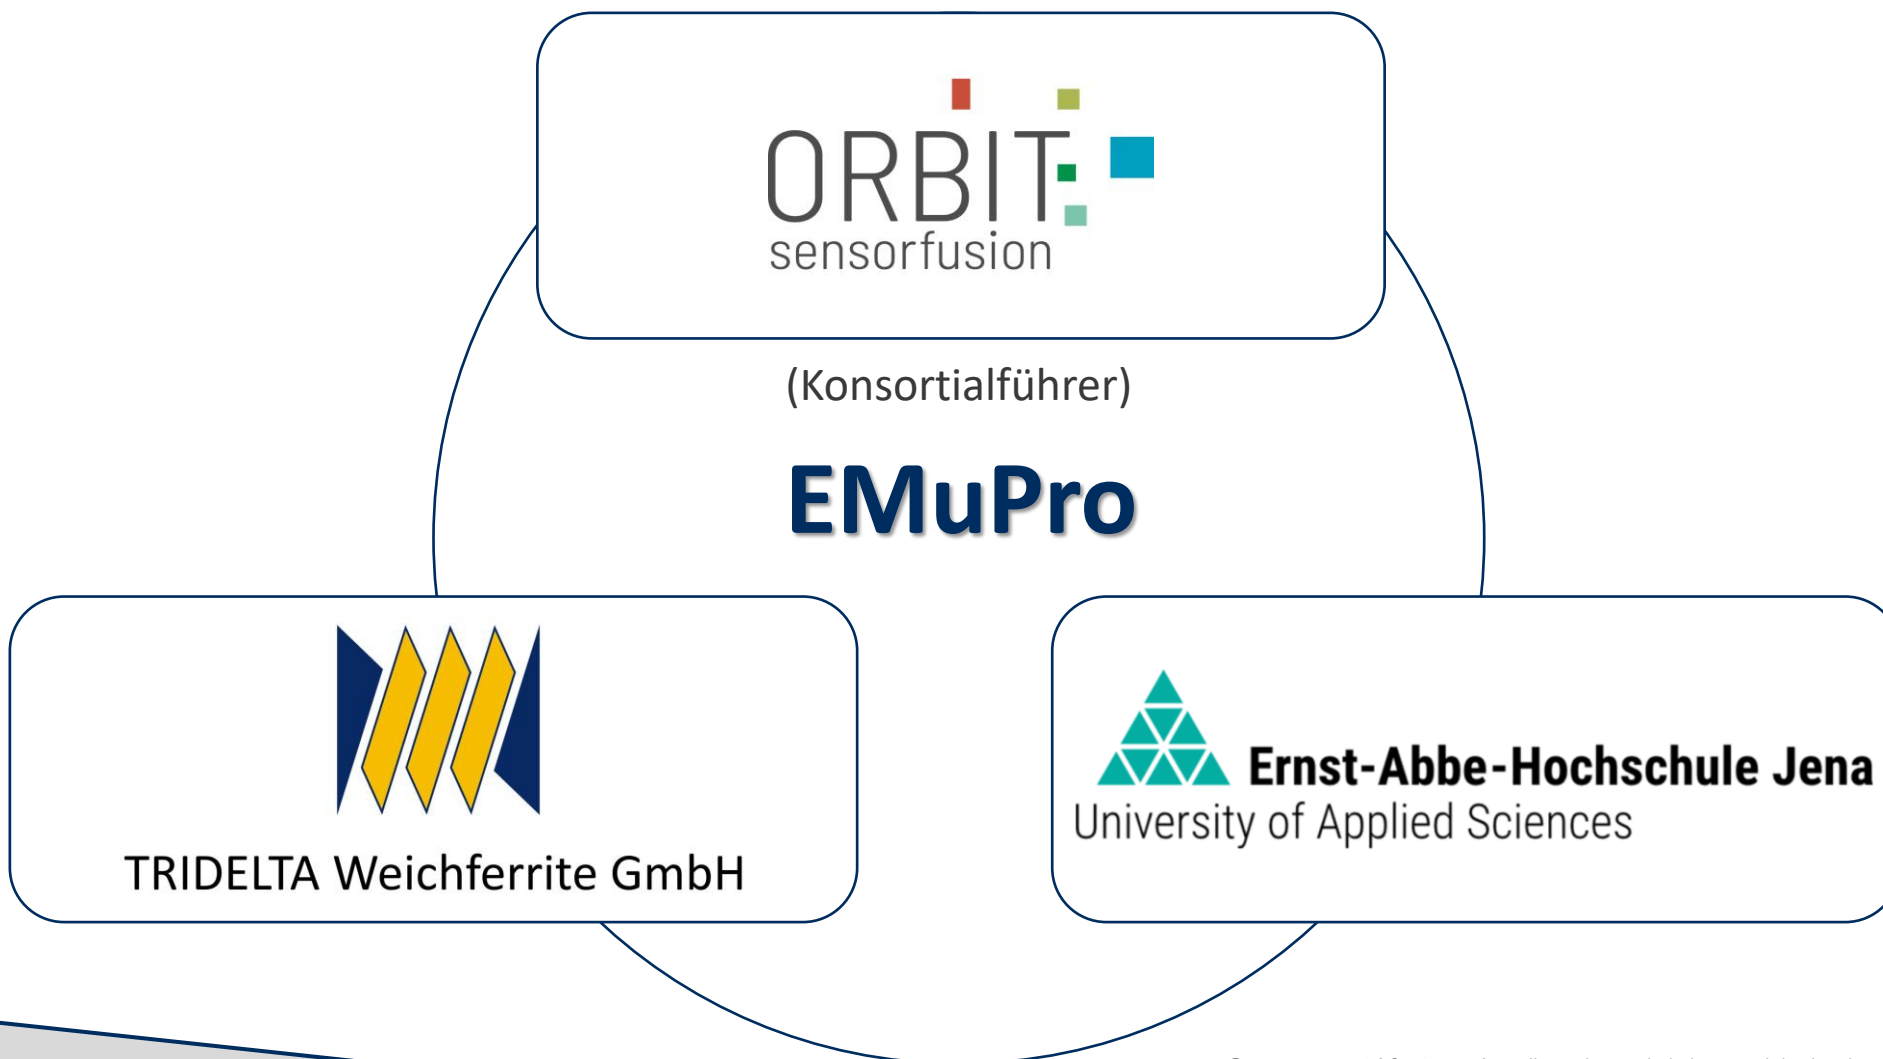 ORBIT
sensorfusion
(Konsortialführer)
EMuPro
TRIDELTA Weichferrite GmbH
Ernst-Abbe-Hochschule Jena
University of Applied Sciences